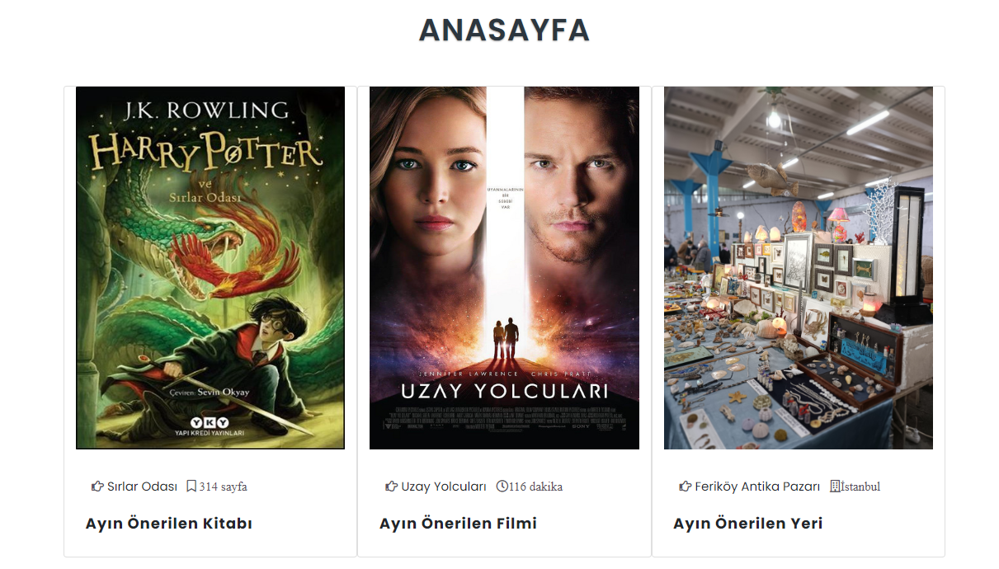 ANASAYFA
J.K. ROWLING
HARRY POTTER
ve
Sırlar Odası
Çeviren: Sevin Okyay
YKY
YAPI KREDİ YAYINLARI
UYANMALARININ
BİR
SEBEBİ
VAR
JENNIFER LAWRENCE CHRIS PRATT
UZAY YOLCULARI
SONY
Sırlar Odası 314 sayfa
Ayın Önerilen Kitabı
Uzay Yolcuları 116 dakika
Ayın Önerilen Filmi
Feriköy Antika Pazarı İstanbul
Ayın Önerilen Yeri